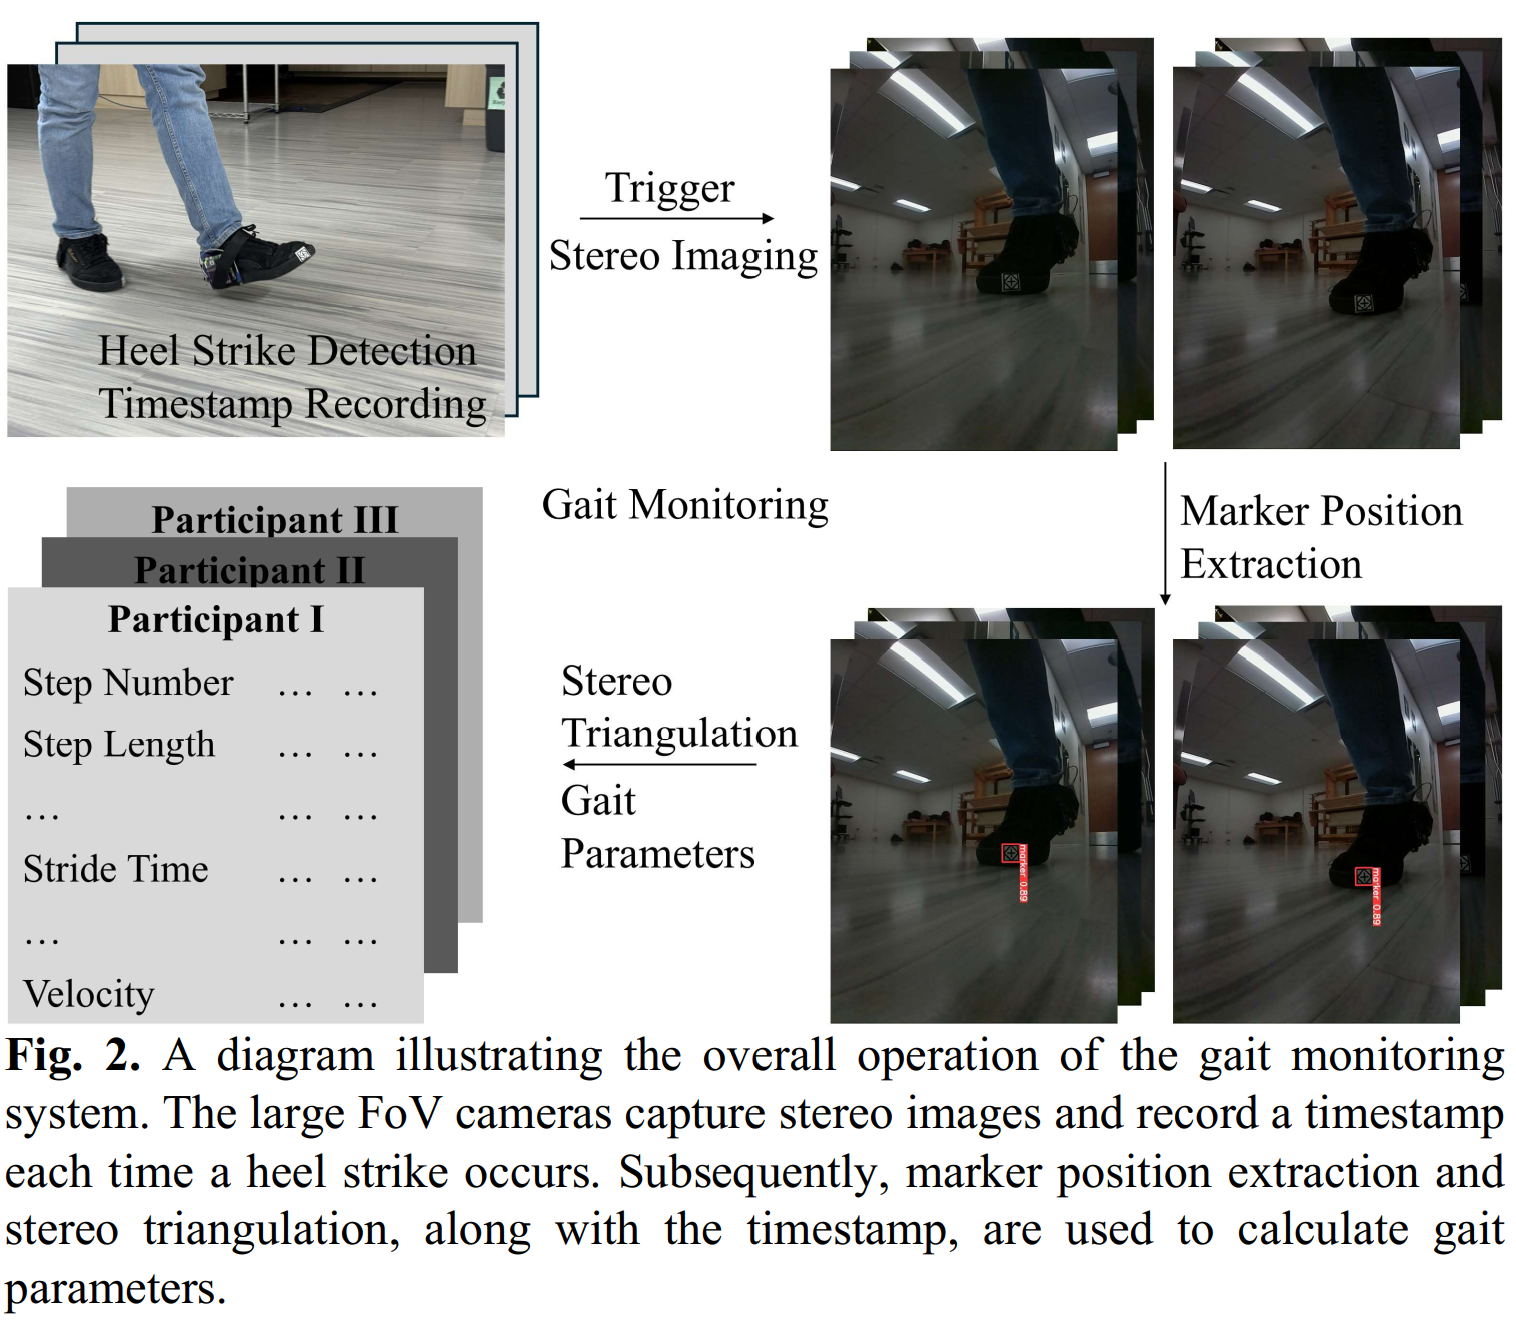 Heel Strike Detection
Timestamp Recording
Trigger
Stereo Imaging
Gait Monitoring
Marker Position
Extraction
marker 0.89
marker 0.89
Stereo
Triangulation
Gait
Parameters
Participant III
Participant II
Participant I
Step Number … …
Step Length … …
… … …
Stride Time … …
… … …
Velocity … …
Fig. 2. A diagram illustrating the overall operation of the gait monitoring
system. The large FoV cameras capture stereo images and record a timestamp
each time a heel strike occurs. Subsequently, marker position extraction and
stereo triangulation, along with the timestamp, are used to calculate gait
parameters.